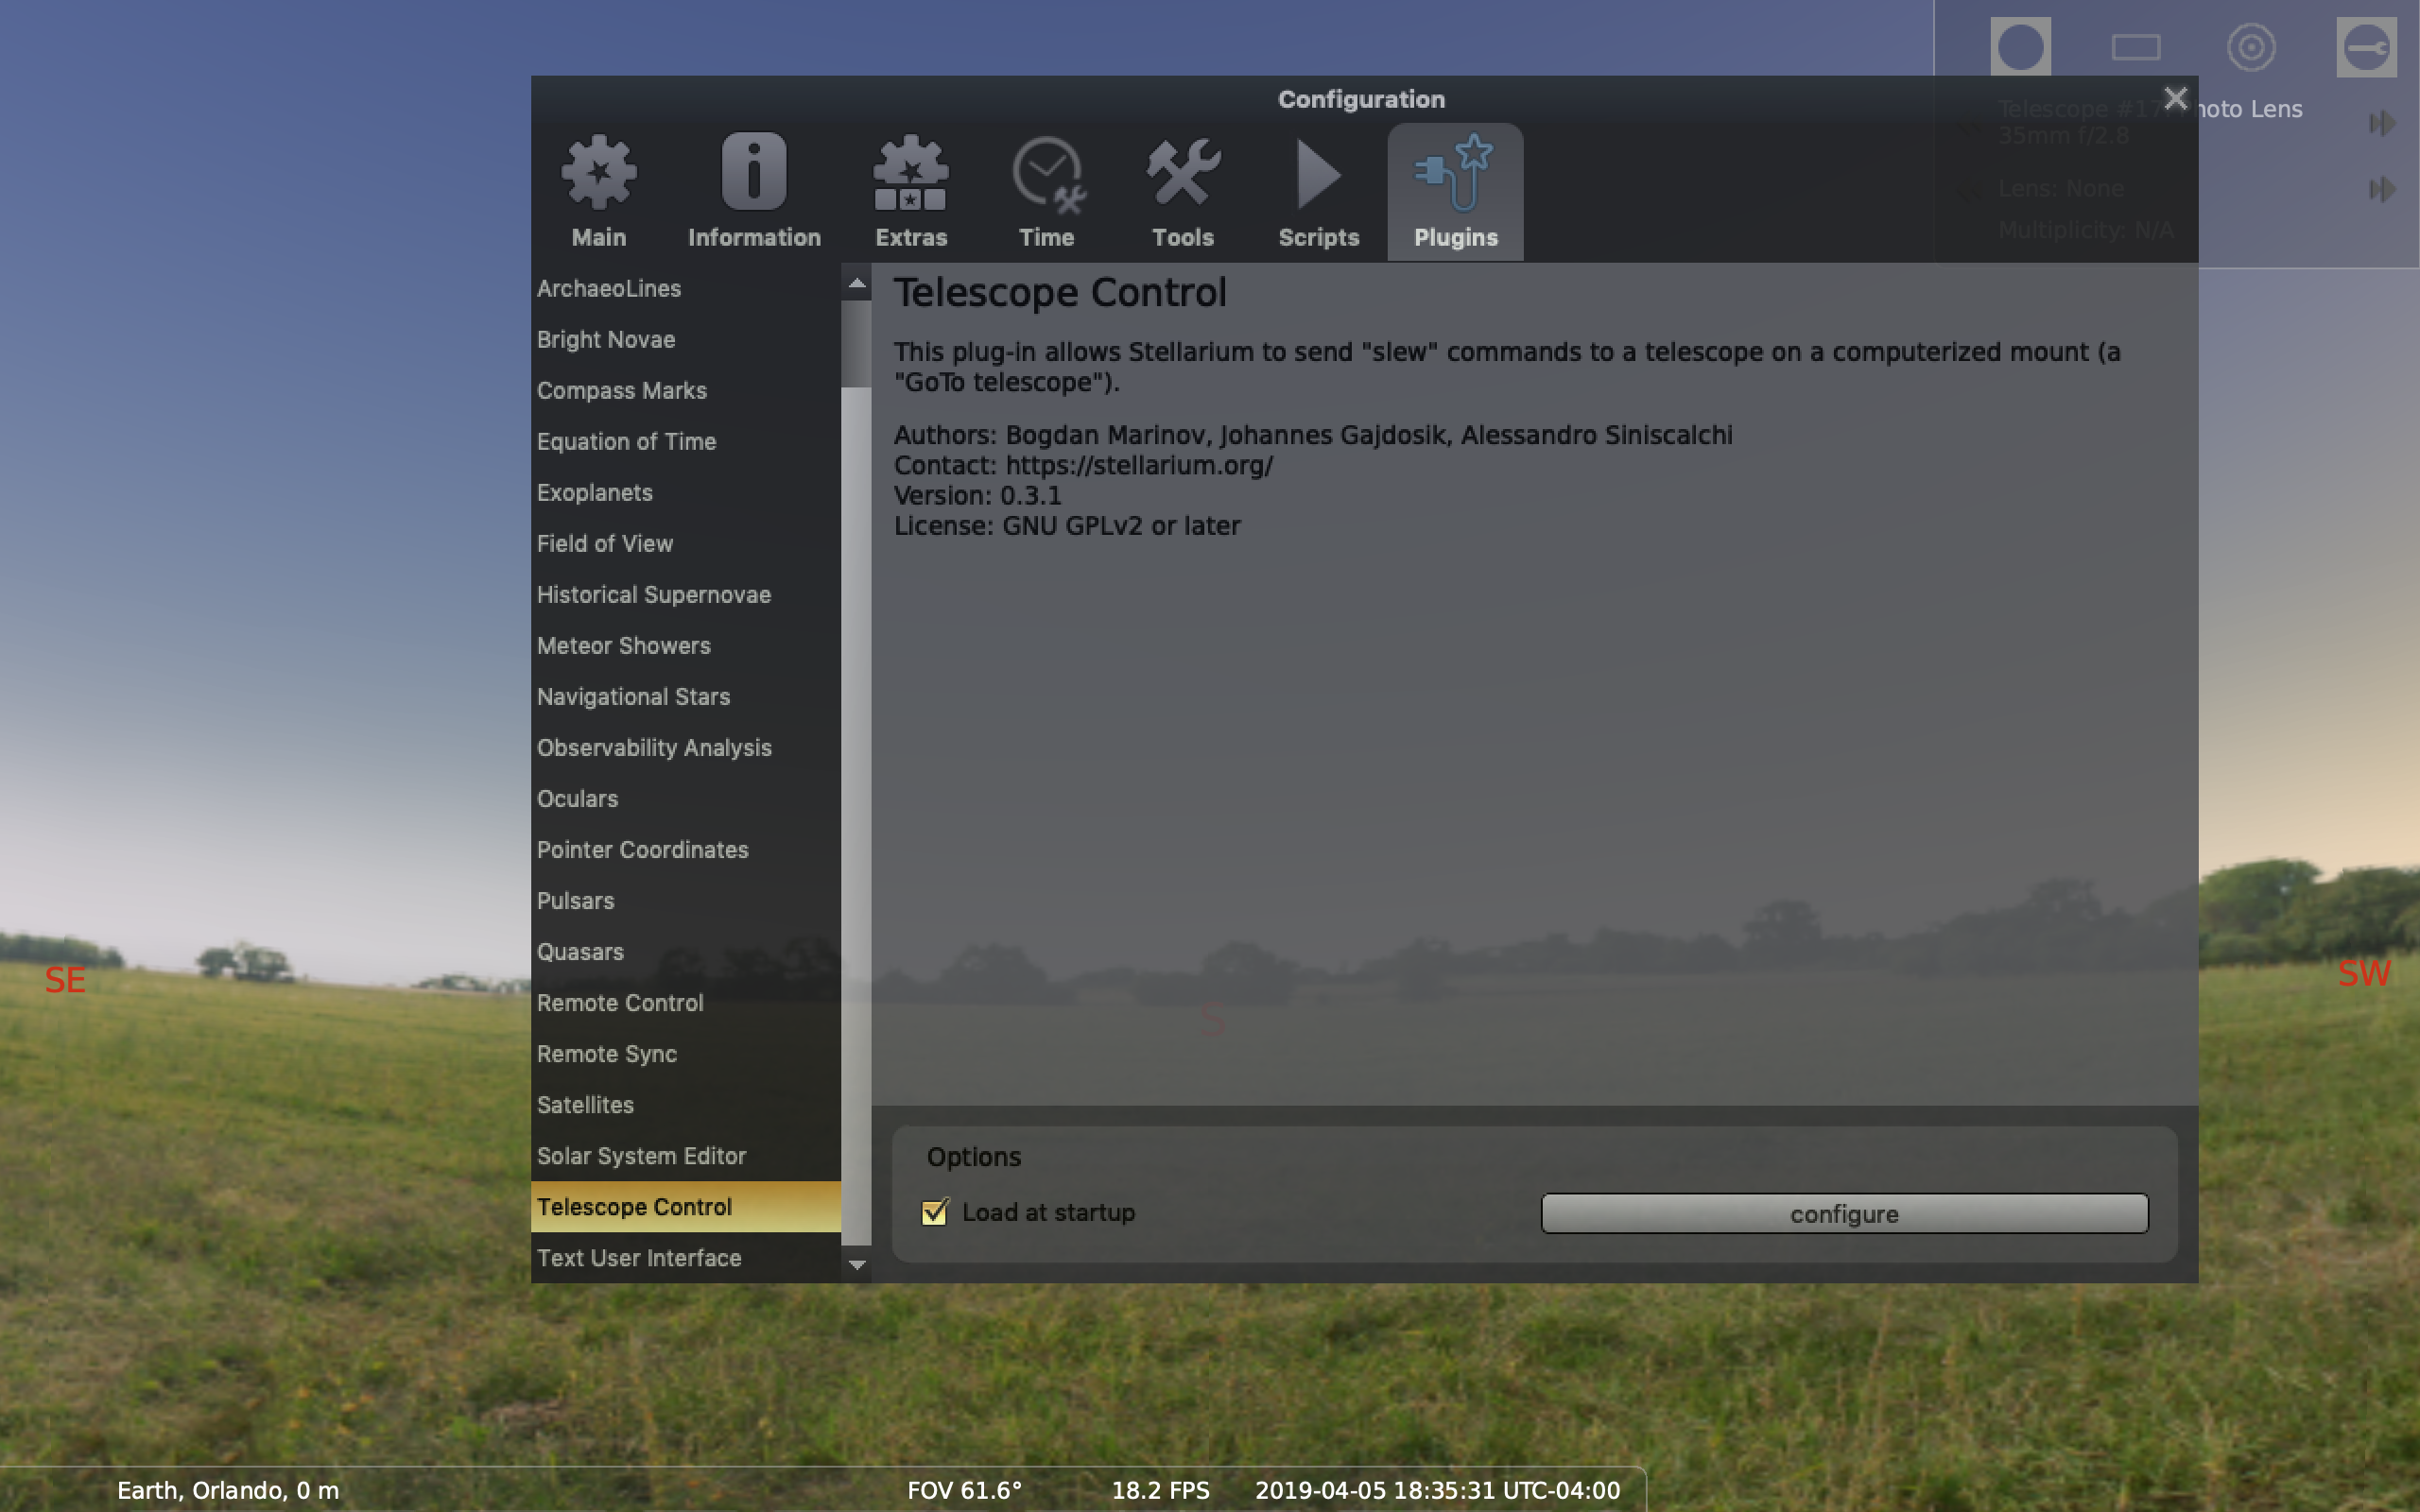 Configuration
Telescope #17: Photo Lens
35mm f/2.8
Lens: None
Multiplicity: N/A
Main
Information
Extras
Time
Tools
Scripts
Plugins
ArchaeoLines
Bright Novae
Compass Marks
Equation of Time
Exoplanets
Field of View
Historical Supernovae
Meteor Showers
Navigational Stars
Observability Analysis
Oculars
Pointer Coordinates
Pulsars
Quasars
Remote Control
Remote Sync
Satellites
Solar System Editor
Telescope Control
Text User Interface
Telescope Control
This plug-in allows Stellarium to send "slew" commands to a telescope on a computerized mount (a
"GoTo telescope").
Authors: Bogdan Marinov, Johannes Gajdosik, Alessandro Siniscalchi
Contact: https://stellarium.org/
Version: 0.3.1
License: GNU GPLv2 or later
SE
S
SW
Options
Load at startup
configure
Earth, Orlando, 0 m
FOV 61.6°
18.2 FPS
2019-04-05 18:35:31 UTC-04:00